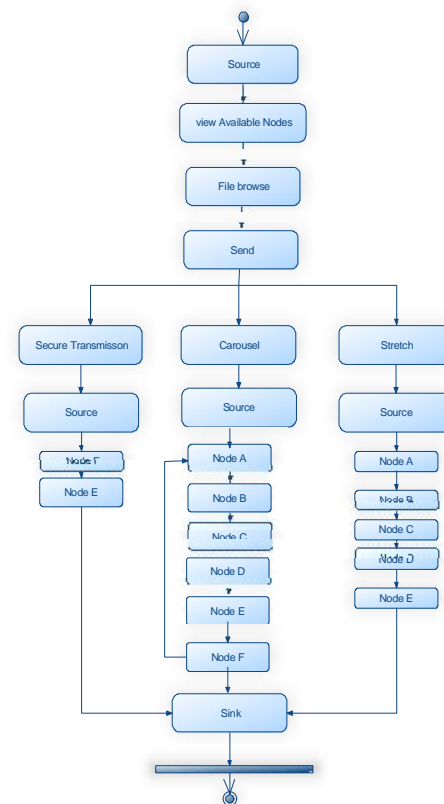 Source
view Available Nodes
File browse
Send
Secure Transmisson
Carousel
Stretch
Source
Source
Source
Node A
Node A
Node E
Node B
Node B
Node C
Node C
Node D
Node D
Node E
Node E
Node F
Sink